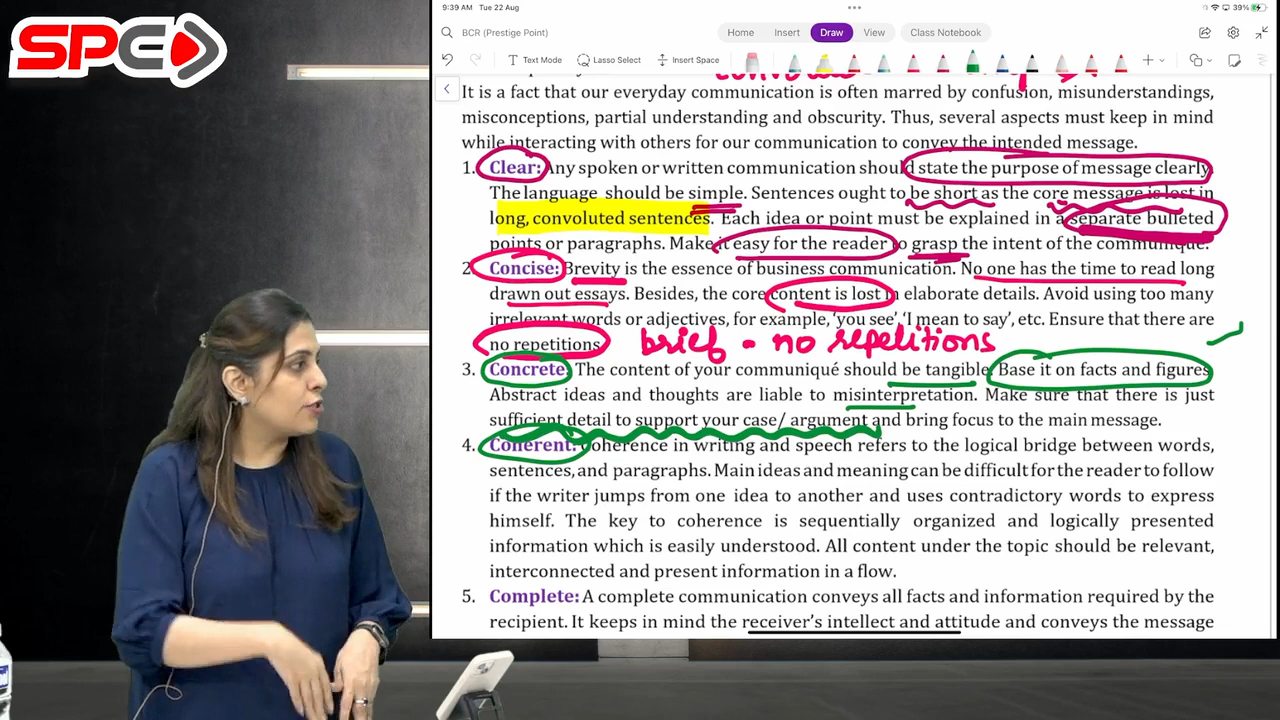 SPC
9:39 AM Tue 22 Aug
39%
BCR (Prestige Point)
Home Insert Draw View Class Notebook
Text Mode Lasso Select Insert Space
It is a fact that our everyday communication is often marred by confusion, misunderstandings,
misconceptions, partial understanding and obscurity. Thus, several aspects must keep in mind
while interacting with others for our communication to convey the intended message.
1. Clear: Any spoken or written communication should state the purpose of message clearly.
The language should be simple. Sentences ought to be short as the core message is lost in
long, convoluted sentences. Each idea or point must be explained in a separate bulleted
points or paragraphs. Make it easy for the reader to grasp the intent of the communiqué.
2. Concise: Brevity is the essence of business communication. No one has the time to read long
drawn out essays. Besides, the core content is lost in elaborate details. Avoid using too many
irrelevant words or adjectives, for example, ‘you see’, ‘I mean to say’, etc. Ensure that there are
no repetitions.
brief - no repetitions
3. Concrete: The content of your communiqué should be tangible. Base it on facts and figures.
Abstract ideas and thoughts are liable to misinterpretation. Make sure that there is just
sufficient detail to support your case/ argument and bring focus to the main message.
4. Coherent: Coherence in writing and speech refers to the logical bridge between words,
sentences, and paragraphs. Main ideas and meaning can be difficult for the reader to follow
if the writer jumps from one idea to another and uses contradictory words to express
himself. The key to coherence is sequentially organized and logically presented
information which is easily understood. All content under the topic should be relevant,
interconnected and present information in a flow.
5. Complete: A complete communication conveys all facts and information required by the
recipient. It keeps in mind the receiver’s intellect and attitude and conveys the message